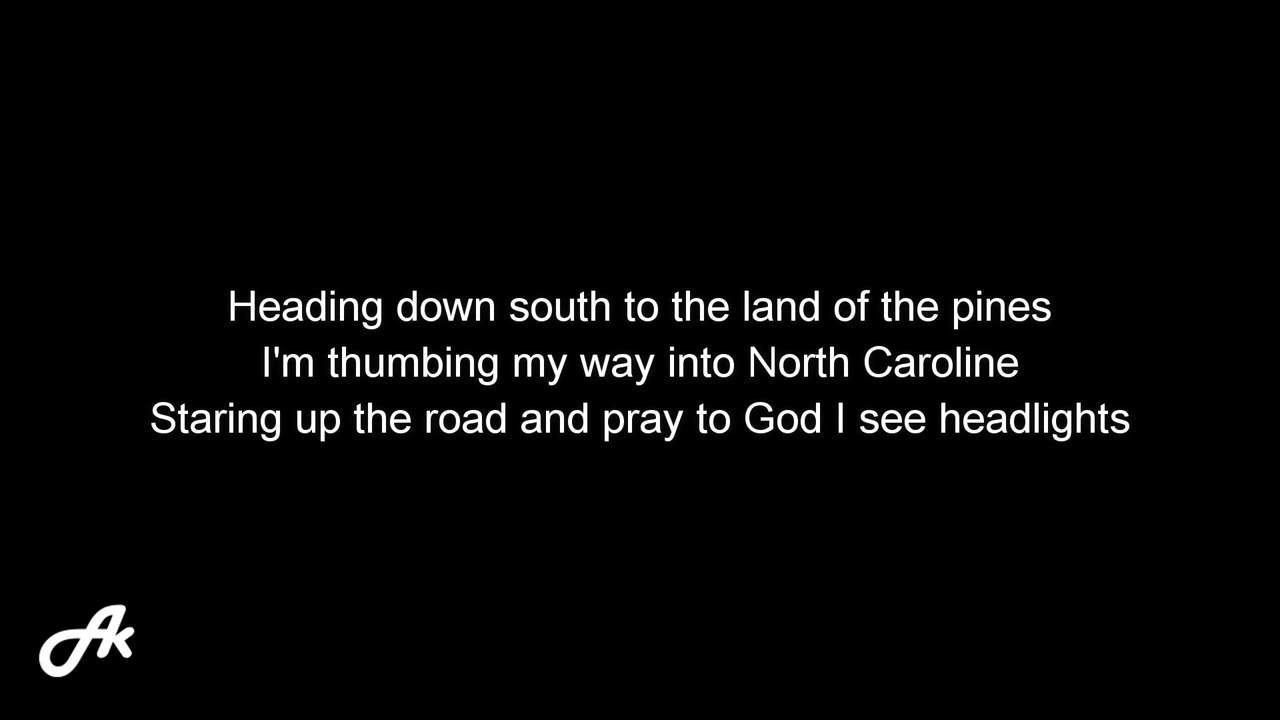 Heading down south to the land of the pines
I'm thumbing my way into North Caroline
Staring up the road and pray to God I see headlights
Ak